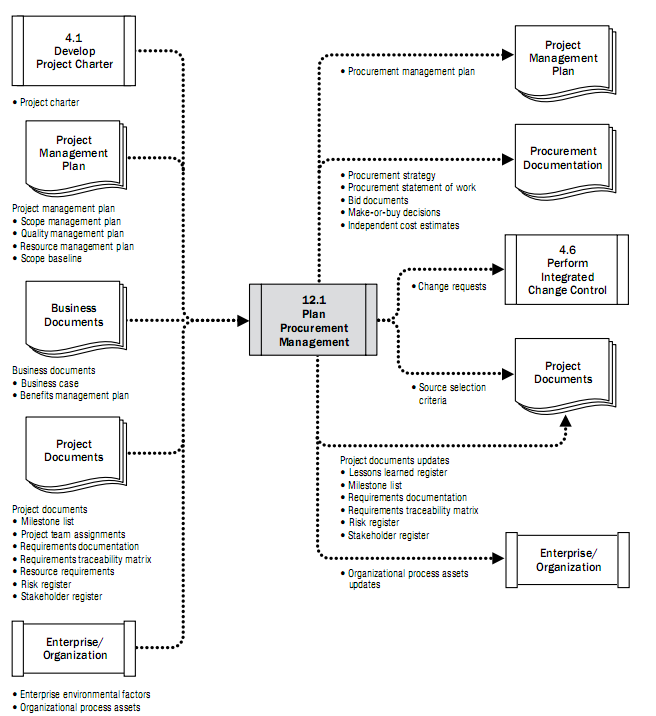 4.1
Develop
Project Charter
• Project charter
Project
Management
Plan
Project management plan
• Scope management plan
• Quality management plan
• Resource management plan
• Scope baseline
Business
Documents
Business documents
• Business case
• Benefits management plan
Project
Documents
Project documents
• Milestone list
• Project team assignments
• Requirements documentation
• Requirements traceability matrix
• Resource requirements
• Risk register
• Stakeholder register
Enterprise/
Organization
• Enterprise environmental factors
• Organizational process assets
12.1
Plan
Procurement
Management
• Procurement management plan
Project
Management
Plan
• Procurement strategy
• Procurement statement of work
• Bid documents
• Make-or-buy decisions
• Independent cost estimates
Procurement
Documentation
• Change requests
4.6
Perform
Integrated
Change Control
• Source selection
criteria
Project
Documents
Project documents updates
• Lessons learned register
• Milestone list
• Requirements documentation
• Requirements traceability matrix
• Risk register
• Stakeholder register
• Organizational process assets
updates
Enterprise/
Organization